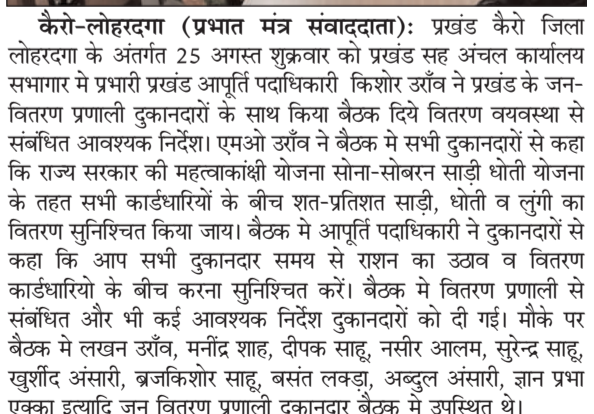 कैरो-लोहरदगा (प्रभात मंत्र संवाददाता): प्रखंड कैरो जिला
लोहरदगा के अंतर्गत 25 अगस्त शुक्रवार को प्रखंड सह अंचल कार्यालय
सभागार मे प्रभारी प्रखंड आपूर्ति पदाधिकारी किशोर उराँव ने प्रखंड के जन-
वितरण प्रणाली दुकानदारों के साथ किया बैठक दिये वितरण वयवस्था से
संबंधित आवश्यक निर्देश। एमओ उराँव ने बैठक मे सभी दुकानदारों से कहा
कि राज्य सरकार की महत्वाकांक्षी योजना सोना-सोबरन साड़ी धोती योजना
के तहत सभी कार्डधारियों के बीच शत-प्रतिशत साड़ी, धोती व लुंगी का
वितरण सुनिश्चित किया जाय। बैठक मे आपूर्ति पदाधिकारी ने दुकानदारों से
कहा कि आप सभी दुकानदार समय से राशन का उठाव व वितरण
कार्डधारियो के बीच करना सुनिश्चित करें। बैठक मे वितरण प्रणाली से
संबंधित और भी कई आवश्यक निर्देश दुकानदारों को दी गई। मौके पर
बैठक मे लखन उराँव, मनींद्र शाह, दीपक साहू, नसीर आलम, सुरेन्द्र साहू,
खुर्शीद अंसारी, ब्रजकिशोर साहू, बसंत लक्ड़ा, अब्दुल अंसारी, ज्ञान प्रभा
एक्का इत्यादि जन वितरण प्रणाली दुकानदार बैठक मे उपस्थित थे।